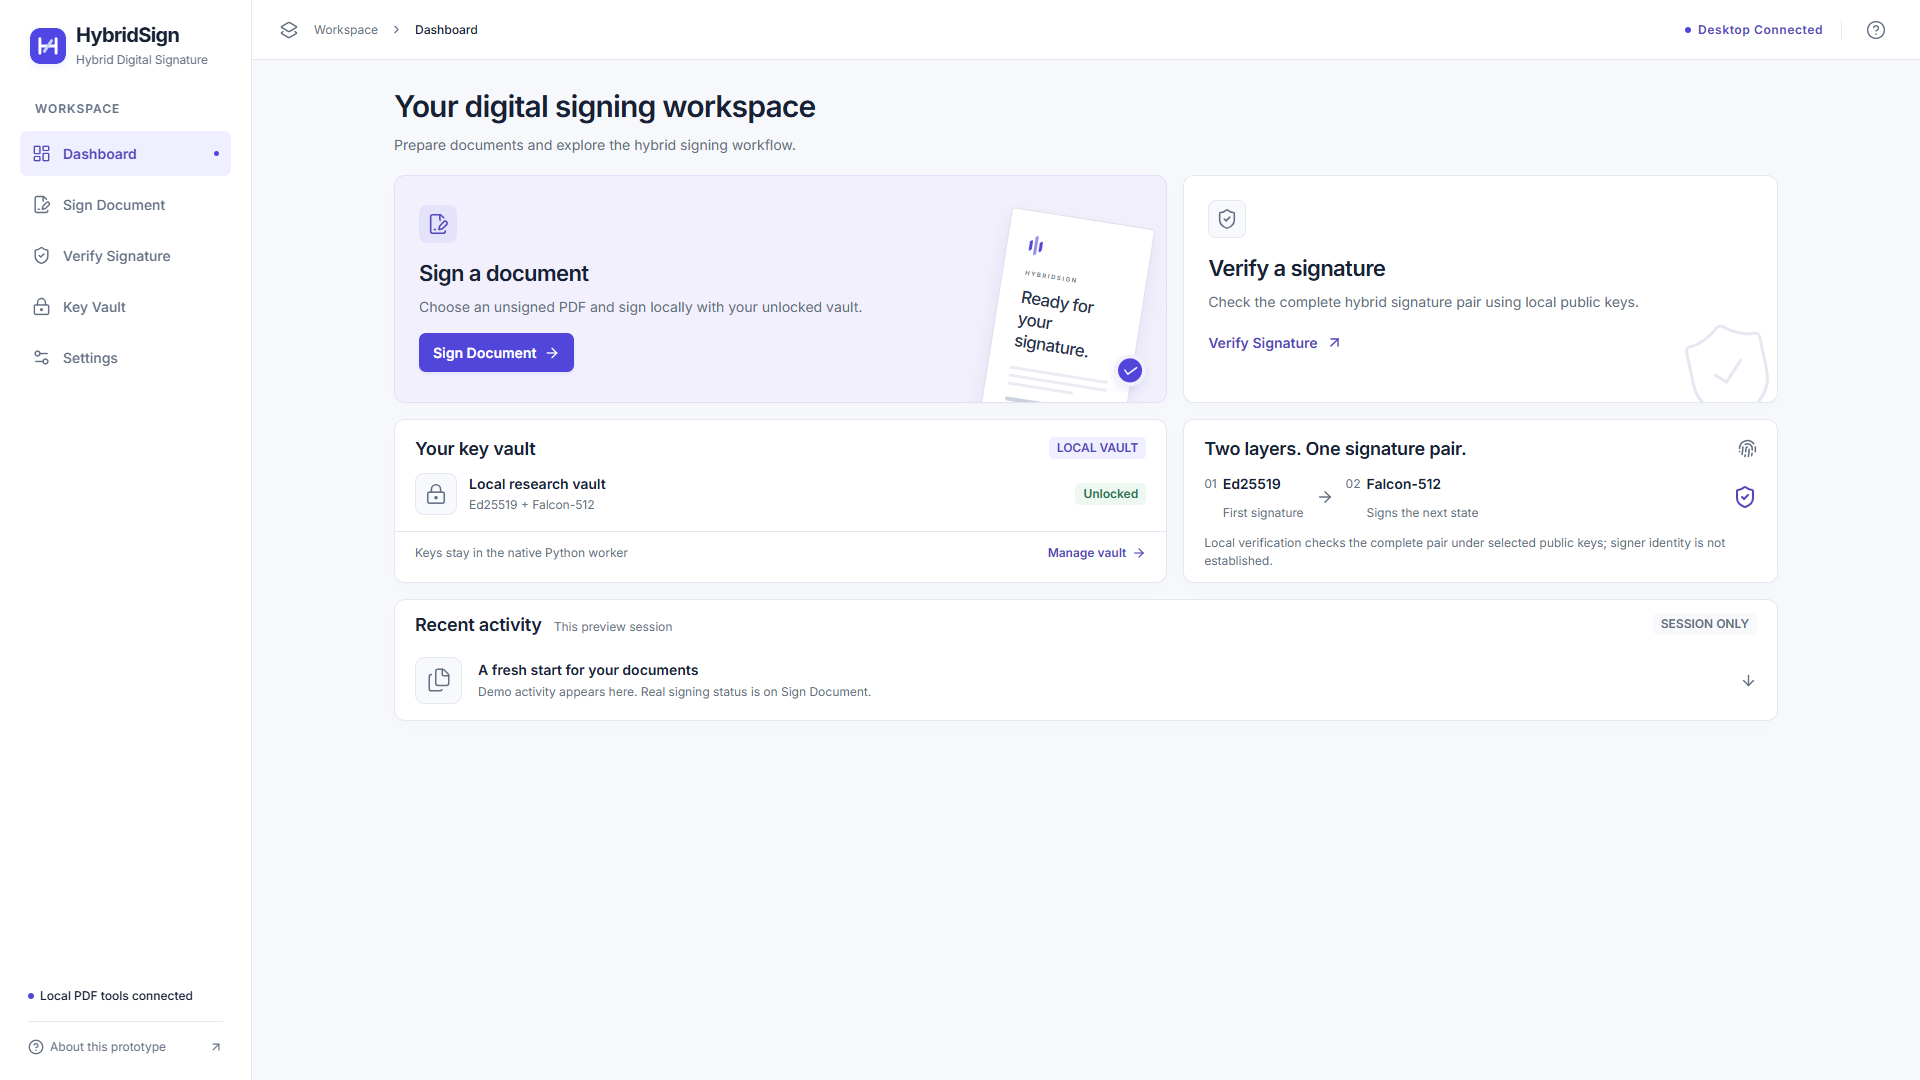 HybridSign
Hybrid Digital Signature
WORKSPACE
Dashboard
Sign Document
Verify Signature
Key Vault
Settings
Local PDF tools connected
About this prototype
Workspace
Dashboard
Desktop Connected
Your digital signing workspace
Prepare documents and explore the hybrid signing workflow.
Sign a document
Choose an unsigned PDF and sign locally with your unlocked vault.
Sign Document
HYBRIDSIGN
Ready for
your
signature.
Verify a signature
Check the complete hybrid signature pair using local public keys.
Verify Signature
Your key vault
LOCAL VAULT
Local research vault
Ed25519 + Falcon-512
Unlocked
Keys stay in the native Python worker
Manage vault
Two layers. One signature pair.
01 Ed25519
First signature
02 Falcon-512
Signs the next state
Local verification checks the complete pair under selected public keys; signer identity is not
established.
Recent activity This preview session
SESSION ONLY
A fresh start for your documents
Demo activity appears here. Real signing status is on Sign Document.